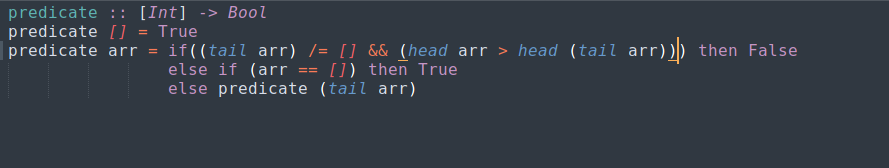 predicate :: [Int] -> Bool
predicate [] = True
predicate arr = if((tail arr) /= [] && (head arr > head (tail arr))) then False
                else if (arr == []) then True
                else predicate (tail arr)